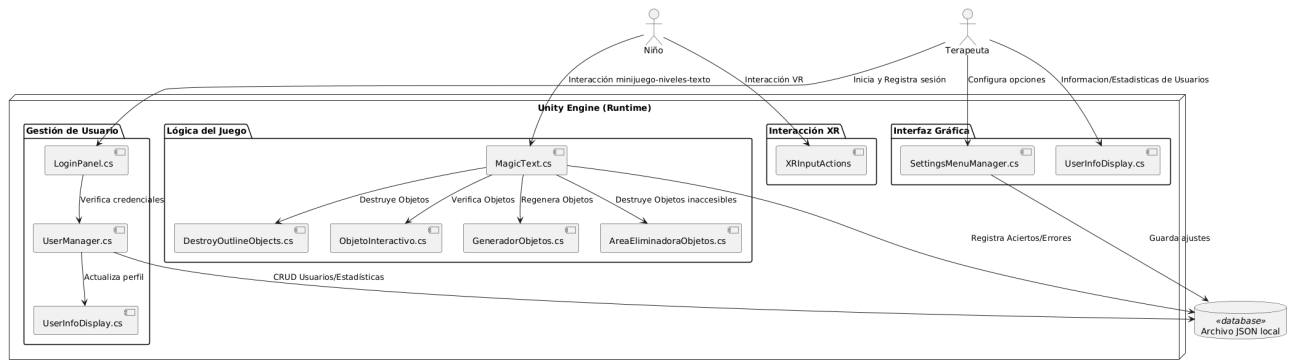 Niño
Terapeuta
Interacción minijuego-niveles-texto
Interacción VR
Inicia y Registra sesión
Configura opciones
Informacion/Estadisticas de Usuarios
Unity Engine (Runtime)
Gestión de Usuario
Lógica del Juego
Interacción XR
Interfaz Gráfica
LoginPanel.cs
MagicText.cs
XRInputActions
SettingsMenuManager.cs
UserInfoDisplay.cs
Verifica credenciales
Destruye Objetos
Verifica Objetos
Regenera Objetos
Destruye Objetos inaccesibles
UserManager.cs
DestroyOutlineObjects.cs
ObjetoInteractivo.cs
GeneradorObjetos.cs
AreaEliminadoraObjetos.cs
Registra Aciertos/Errores
Guarda ajustes
Actualiza perfil
CRUD Usuarios/Estadísticas
UserInfoDisplay.cs
«database»
Archivo JSON local